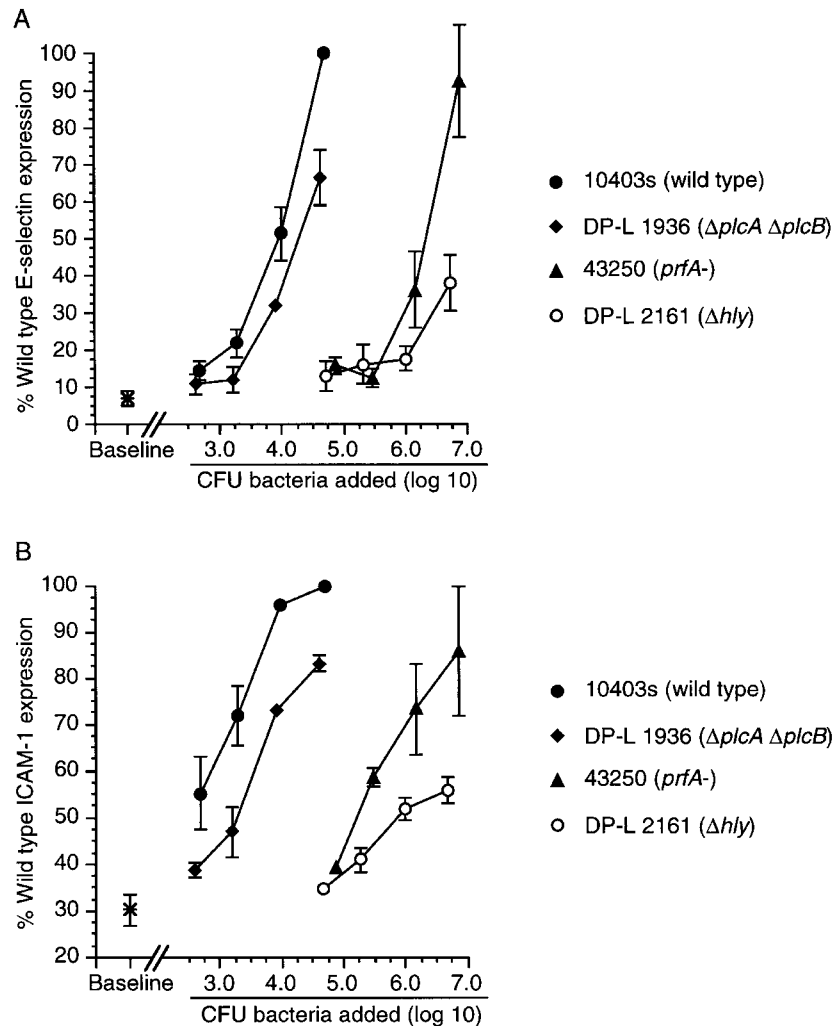 A
% Wild type E-selectin expression
100
90
80
70
60
50
40
30
20
10
0
Baseline
3.0 4.0 5.0 6.0 7.0
CFU bacteria added (log 10)
10403s (wild type)
DP-L 1936 (ΔplcA ΔplcB)
43250 (prfA-)
DP-L 2161 (Δhly)
B
% Wild type ICAM-1 expression
100
90
80
70
60
50
40
30
20
Baseline
3.0 4.0 5.0 6.0 7.0
CFU bacteria added (log 10)
10403s (wild type)
DP-L 1936 (ΔplcA ΔplcB)
43250 (prfA-)
DP-L 2161 (Δhly)